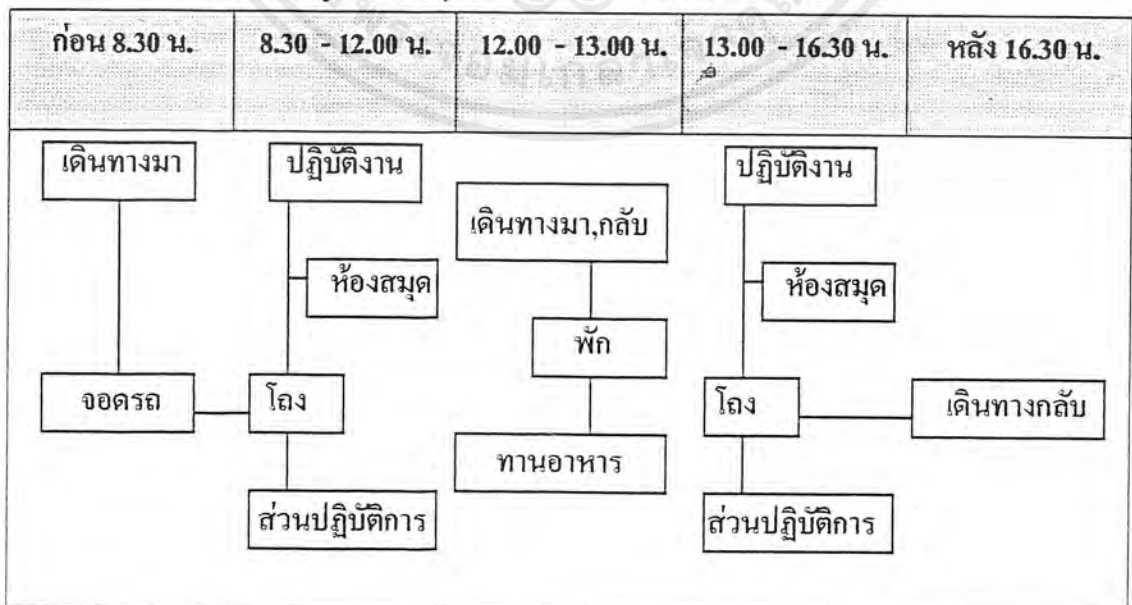 ก่อน 8.30 น. 8.30 - 12.00 น. 12.00 - 13.00 น. 13.00 - 16.30 น. หลัง 16.30 น.
เดินทางมา ปฏิบัติงาน ปฏิบัติงาน
เดินทางมา,กลับ
ห้องสมุด ห้องสมุด
พัก
จอดรถ โถง โถง เดินทางกลับ
ทานอาหาร
ส่วนปฏิบัติการ ส่วนปฏิบัติการ